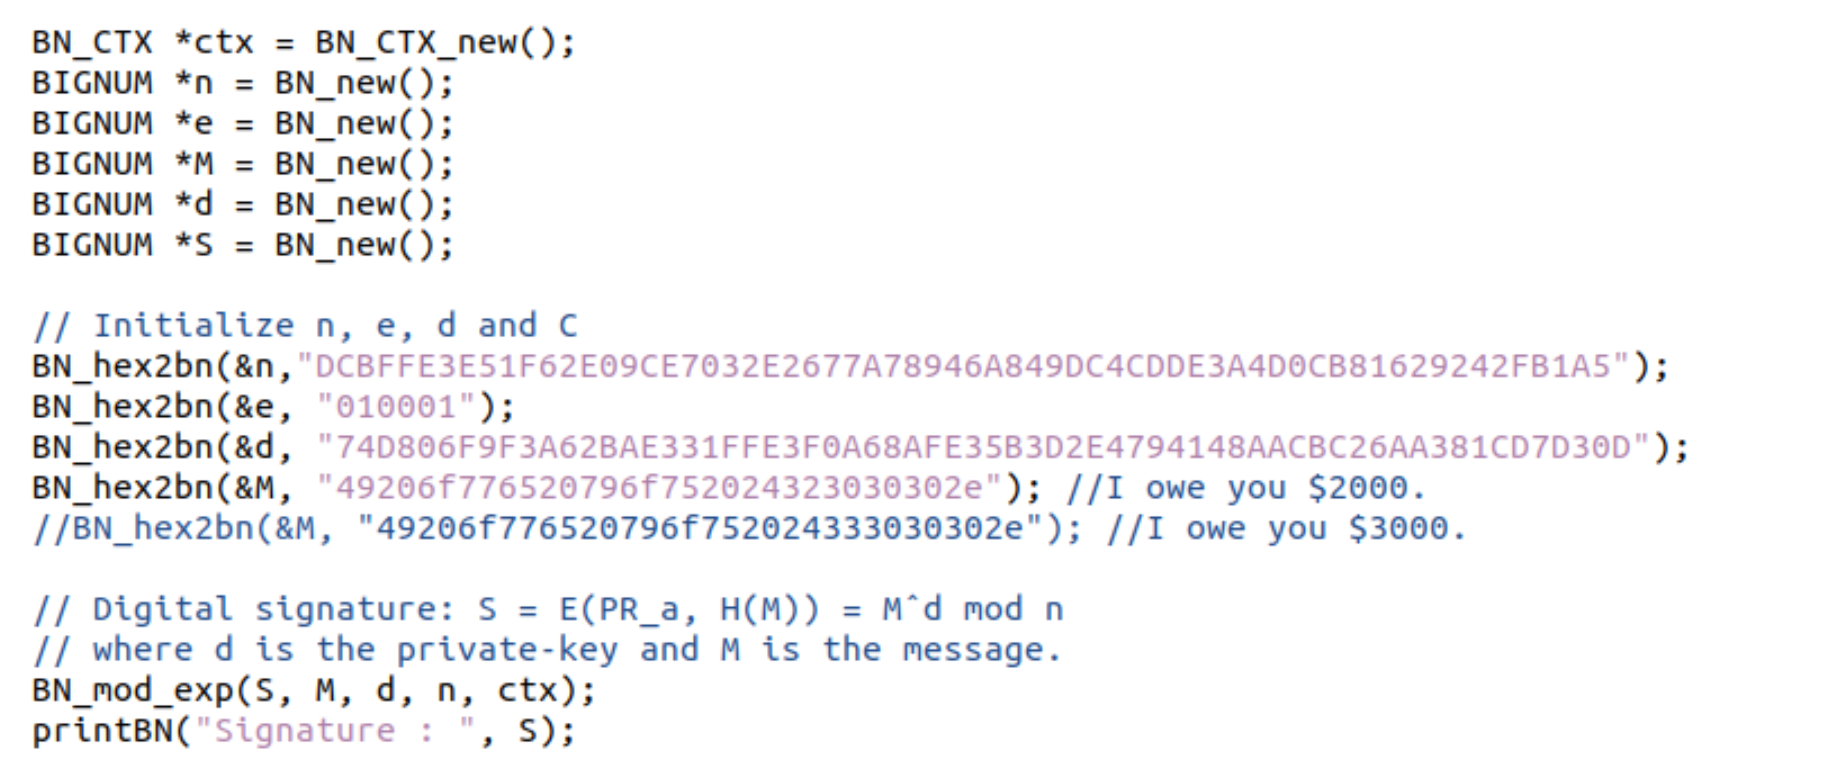 BN_CTX *ctx = BN_CTX_new();
BIGNUM *n = BN_new();
BIGNUM *e = BN_new();
BIGNUM *M = BN_new();
BIGNUM *d = BN_new();
BIGNUM *S = BN_new();
// Initialize n, e, d and C
BN_hex2bn(&n,"DCBFFE3E51F62E09CE7032E2677A78946A849DC4CDDE3A4D0CB81629242FB1A5");
BN_hex2bn(&e, "010001");
BN_hex2bn(&d, "74D806F9F3A62BAE331FFE3F0A68AFE35B3D2E4794148AACBC26AA381CD7D30D");
BN_hex2bn(&M, "49206f776520796f752024323030302e"); //I owe you $2000.
//BN_hex2bn(&M, "49206f776520796f752024333030302e"); //I owe you $3000.
// Digital signature: S = E(PR_a, H(M)) = M^d mod n
// where d is the private-key and M is the message.
BN_mod_exp(S, M, d, n, ctx);
printBN("Signature : ", S);